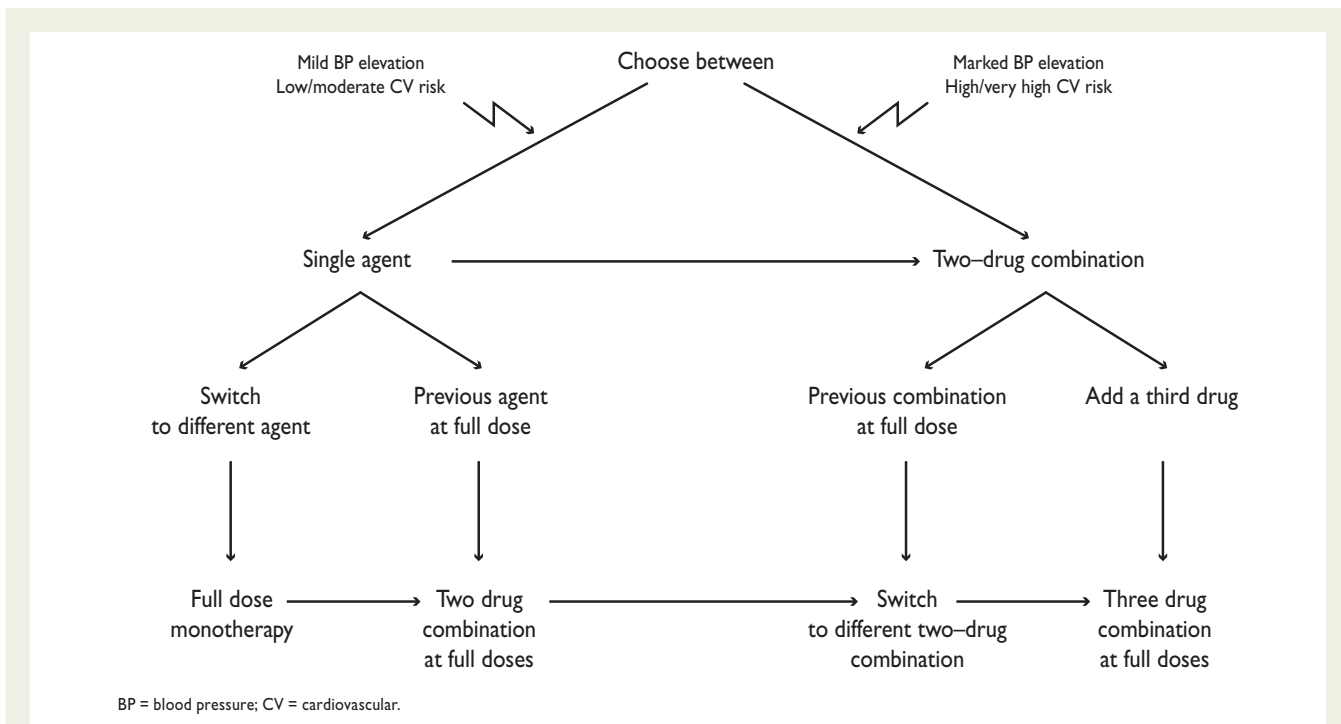 Choose between
Mild BP elevation
Low/moderate CV risk
Marked BP elevation
High/very high CV risk
Single agent
Two–drug combination
Switch
to different agent
Previous agent
at full dose
Previous combination
at full dose
Add a third drug
Full dose
monotherapy
Two drug
combination
at full doses
Switch
to different two–drug
combination
Three drug
combination
at full doses
BP = blood pressure; CV = cardiovascular.